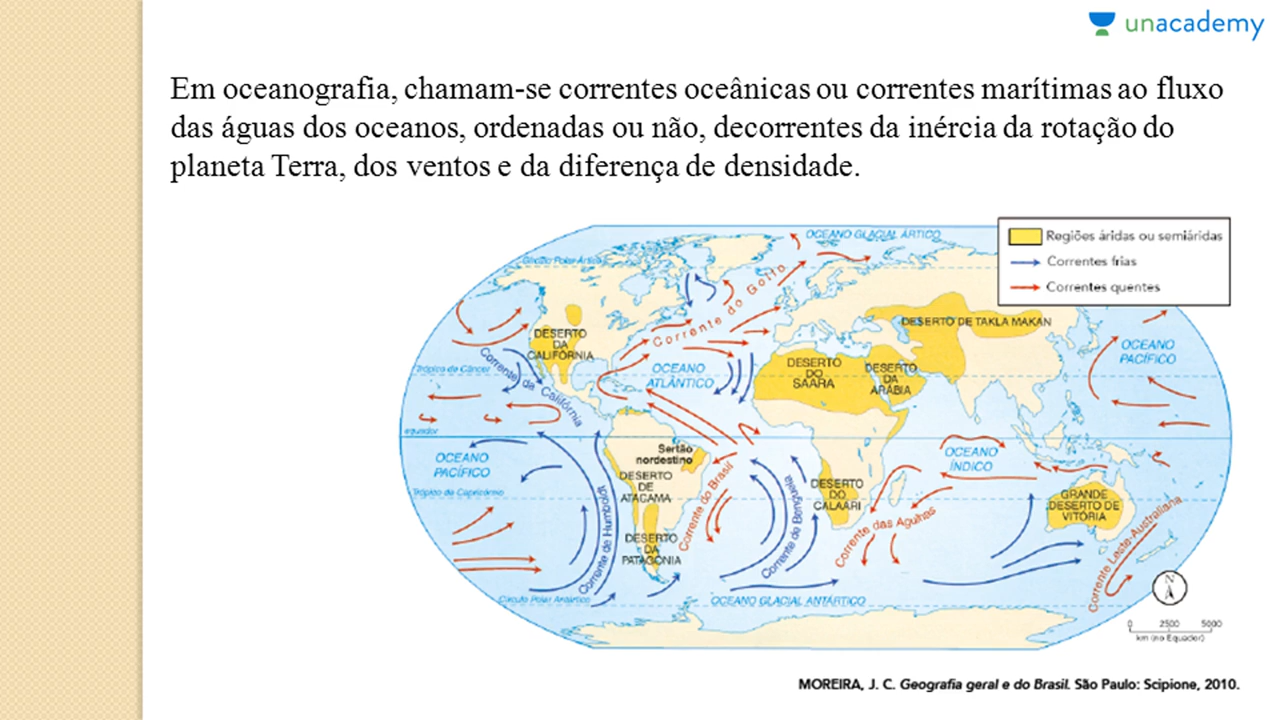 unacademy
Em oceanografia, chamam-se correntes oceânicas ou correntes marítimas ao fluxo
das águas dos oceanos, ordenadas ou não, decorrentes da inércia da rotação do
planeta Terra, dos ventos e da diferença de densidade.
Regiões áridas ou semiáridas
Correntes frias
Correntes quentes
OCEANO GLACIAL ÁRTICO
Círculo Polar Ártico
Corrente do Golfo
DESERTO
DA
CALIFÓRNIA
DESERTO DE TAKLA MAKAN
OCEANO
PACÍFICO
Corrente da Califórnia
Trópico de Câncer
OCEANO
ATLÂNTICO
DESERTO
DO
SAARA
DESERTO
DA
ARÁBIA
equador
OCEANO
PACÍFICO
Sertão
nordestino
OCEANO
ÍNDICO
DESERTO
DE
ATACAMA
Trópico de Capricórnio
Corrente do Brasil
Corrente de Humboldt
Corrente de Benguela
DESERTO
DO
CALAARI
Corrente das Agulhas
GRANDE
DESERTO DE
VITÓRIA
Corrente Leste-Australiana
DESERTO
DA
PATAGÔNIA
Círculo Polar Antártico
OCEANO GLACIAL ANTÁRTICO
N
0 2500 5000
km (no Equador)
MOREIRA, J. C. Geografia geral e do Brasil. São Paulo: Scipione, 2010.